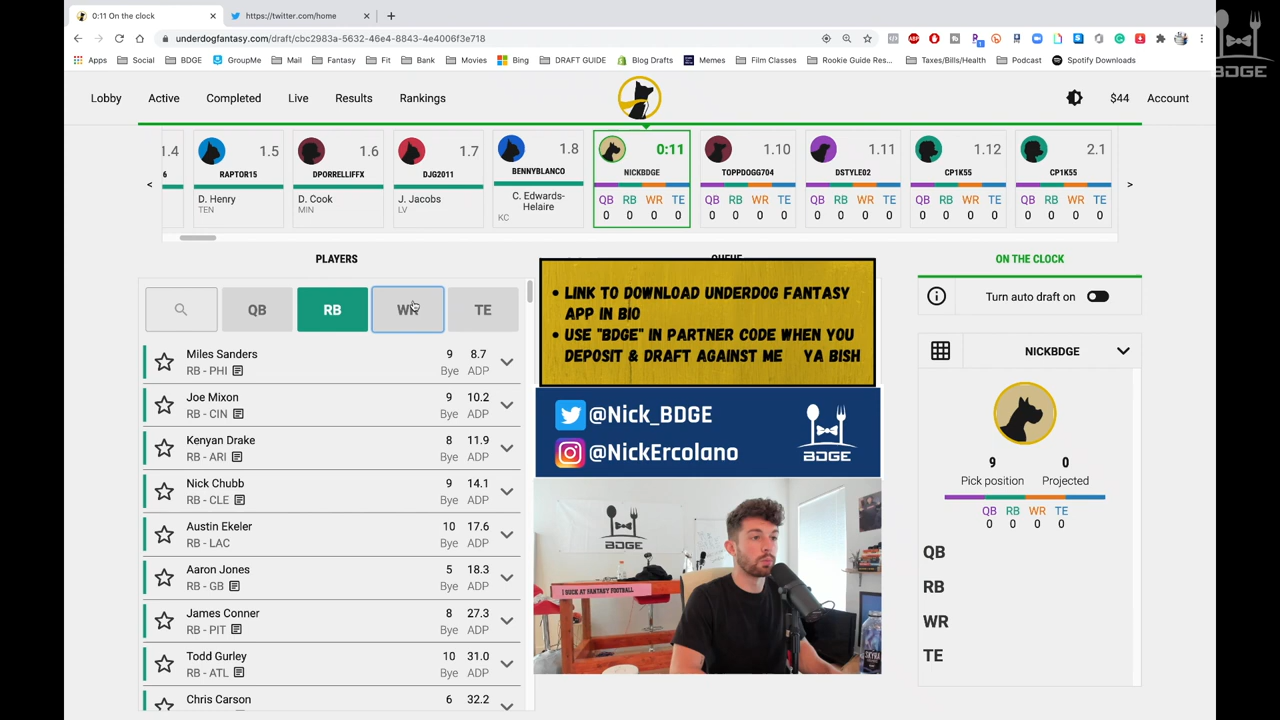 0:11 On the clock
https://twitter.com/home
underdogfantasy.com/draft/cbc2983a-5632-46e4-8843-4e4006f3e718
Apps Social BDGE GroupMe Mail Fantasy Fit Bank Movies Bing DRAFT GUIDE Blog Drafts Memes Film Classes Rookie Guide Res... Taxes/Bills/Health Podcast Spotify Downloads
BDGE
Lobby Active Completed Live Results Rankings $44 Account
1.4 1.5 1.6 1.7 1.8 0:11 1.10 1.11 1.12 2.1
RAPTOR15 DPORRELLIFFX DJG2011 BENNYBLANCO NICKBDGE TOPPDOGG704 DSTYLE02 CP1K55 CP1K55
D. Henry
TEN
D. Cook
MIN
J. Jacobs
LV
C. Edwards-
Helaire
KC
QB RB WR TE
0 0 0 0
QB RB WR TE
0 0 0 0
QB RB WR TE
0 0 0 0
QB RB WR TE
0 0 0 0
QB RB WR TE
0 0 0 0
< >
PLAYERS
QUEUE
ON THE CLOCK
QB RB WR TE
Miles Sanders 9 8.7
RB - PHI Bye ADP
Joe Mixon 9 10.2
RB - CIN Bye ADP
Kenyan Drake 8 11.9
RB - ARI Bye ADP
Nick Chubb 9 14.1
RB - CLE Bye ADP
Austin Ekeler 10 17.6
RB - LAC Bye ADP
Aaron Jones 5 18.3
RB - GB Bye ADP
James Conner 8 27.3
RB - PIT Bye ADP
Todd Gurley 10 31.0
RB - ATL Bye ADP
Chris Carson 6 32.2
• LINK TO DOWNLOAD UNDERDOG FANTASY
APP IN BIO
• USE "BDGE" IN PARTNER CODE WHEN YOU
DEPOSIT & DRAFT AGAINST ME YA BISH
@Nick_BDGE
@NickErcolano
BDGE
BDGE
I SUCK AT FANTASY FOOTBALL
Turn auto draft on
NICKBDGE
9 0
Pick position Projected
QB RB WR TE
0 0 0 0
QB
RB
WR
TE